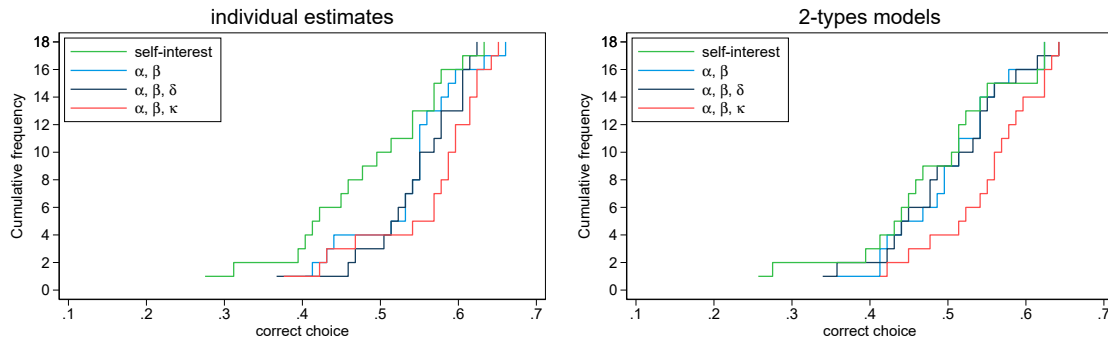 individual estimates
18
16
14
12
10
8
6
4
2
0
Cumulative frequency
self-interest
α, β
α, β, δ
α, β, κ
.1 .2 .3 .4 .5 .6 .7
correct choice
2-types models
18
16
14
12
10
8
6
4
2
0
Cumulative frequency
self-interest
α, β
α, β, δ
α, β, κ
.1 .2 .3 .4 .5 .6 .7
correct choice